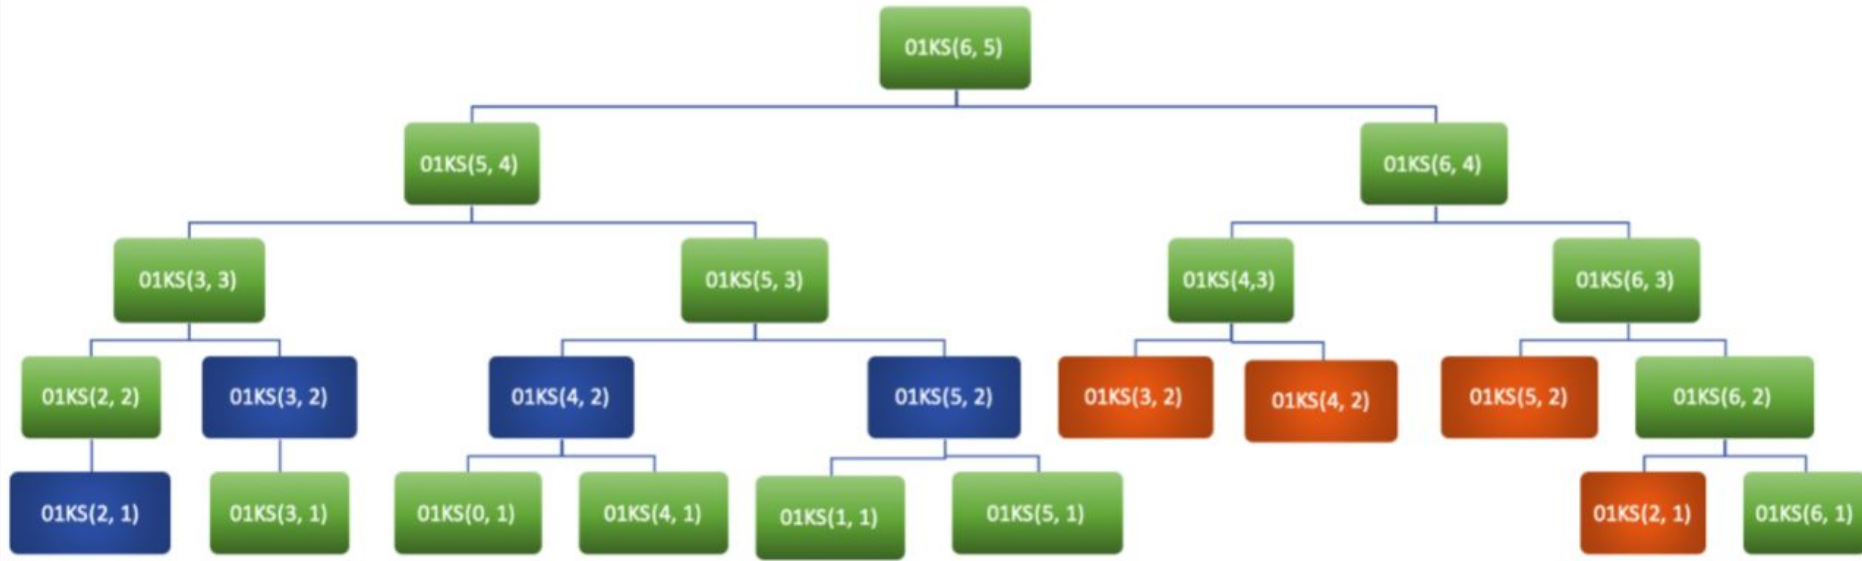 01KS(6, 5)
01KS(5, 4)
01KS(6, 4)
01KS(3, 3)
01KS(5, 3)
01KS(4,3)
01KS(6, 3)
01KS(2, 2)
01KS(3, 2)
01KS(4, 2)
01KS(5, 2)
01KS(3, 2)
01KS(4, 2)
01KS(5, 2)
01KS(6, 2)
01KS(2, 1)
01KS(3, 1)
01KS(0, 1)
01KS(4, 1)
01KS(1, 1)
01KS(5, 1)
01KS(2, 1)
01KS(6, 1)